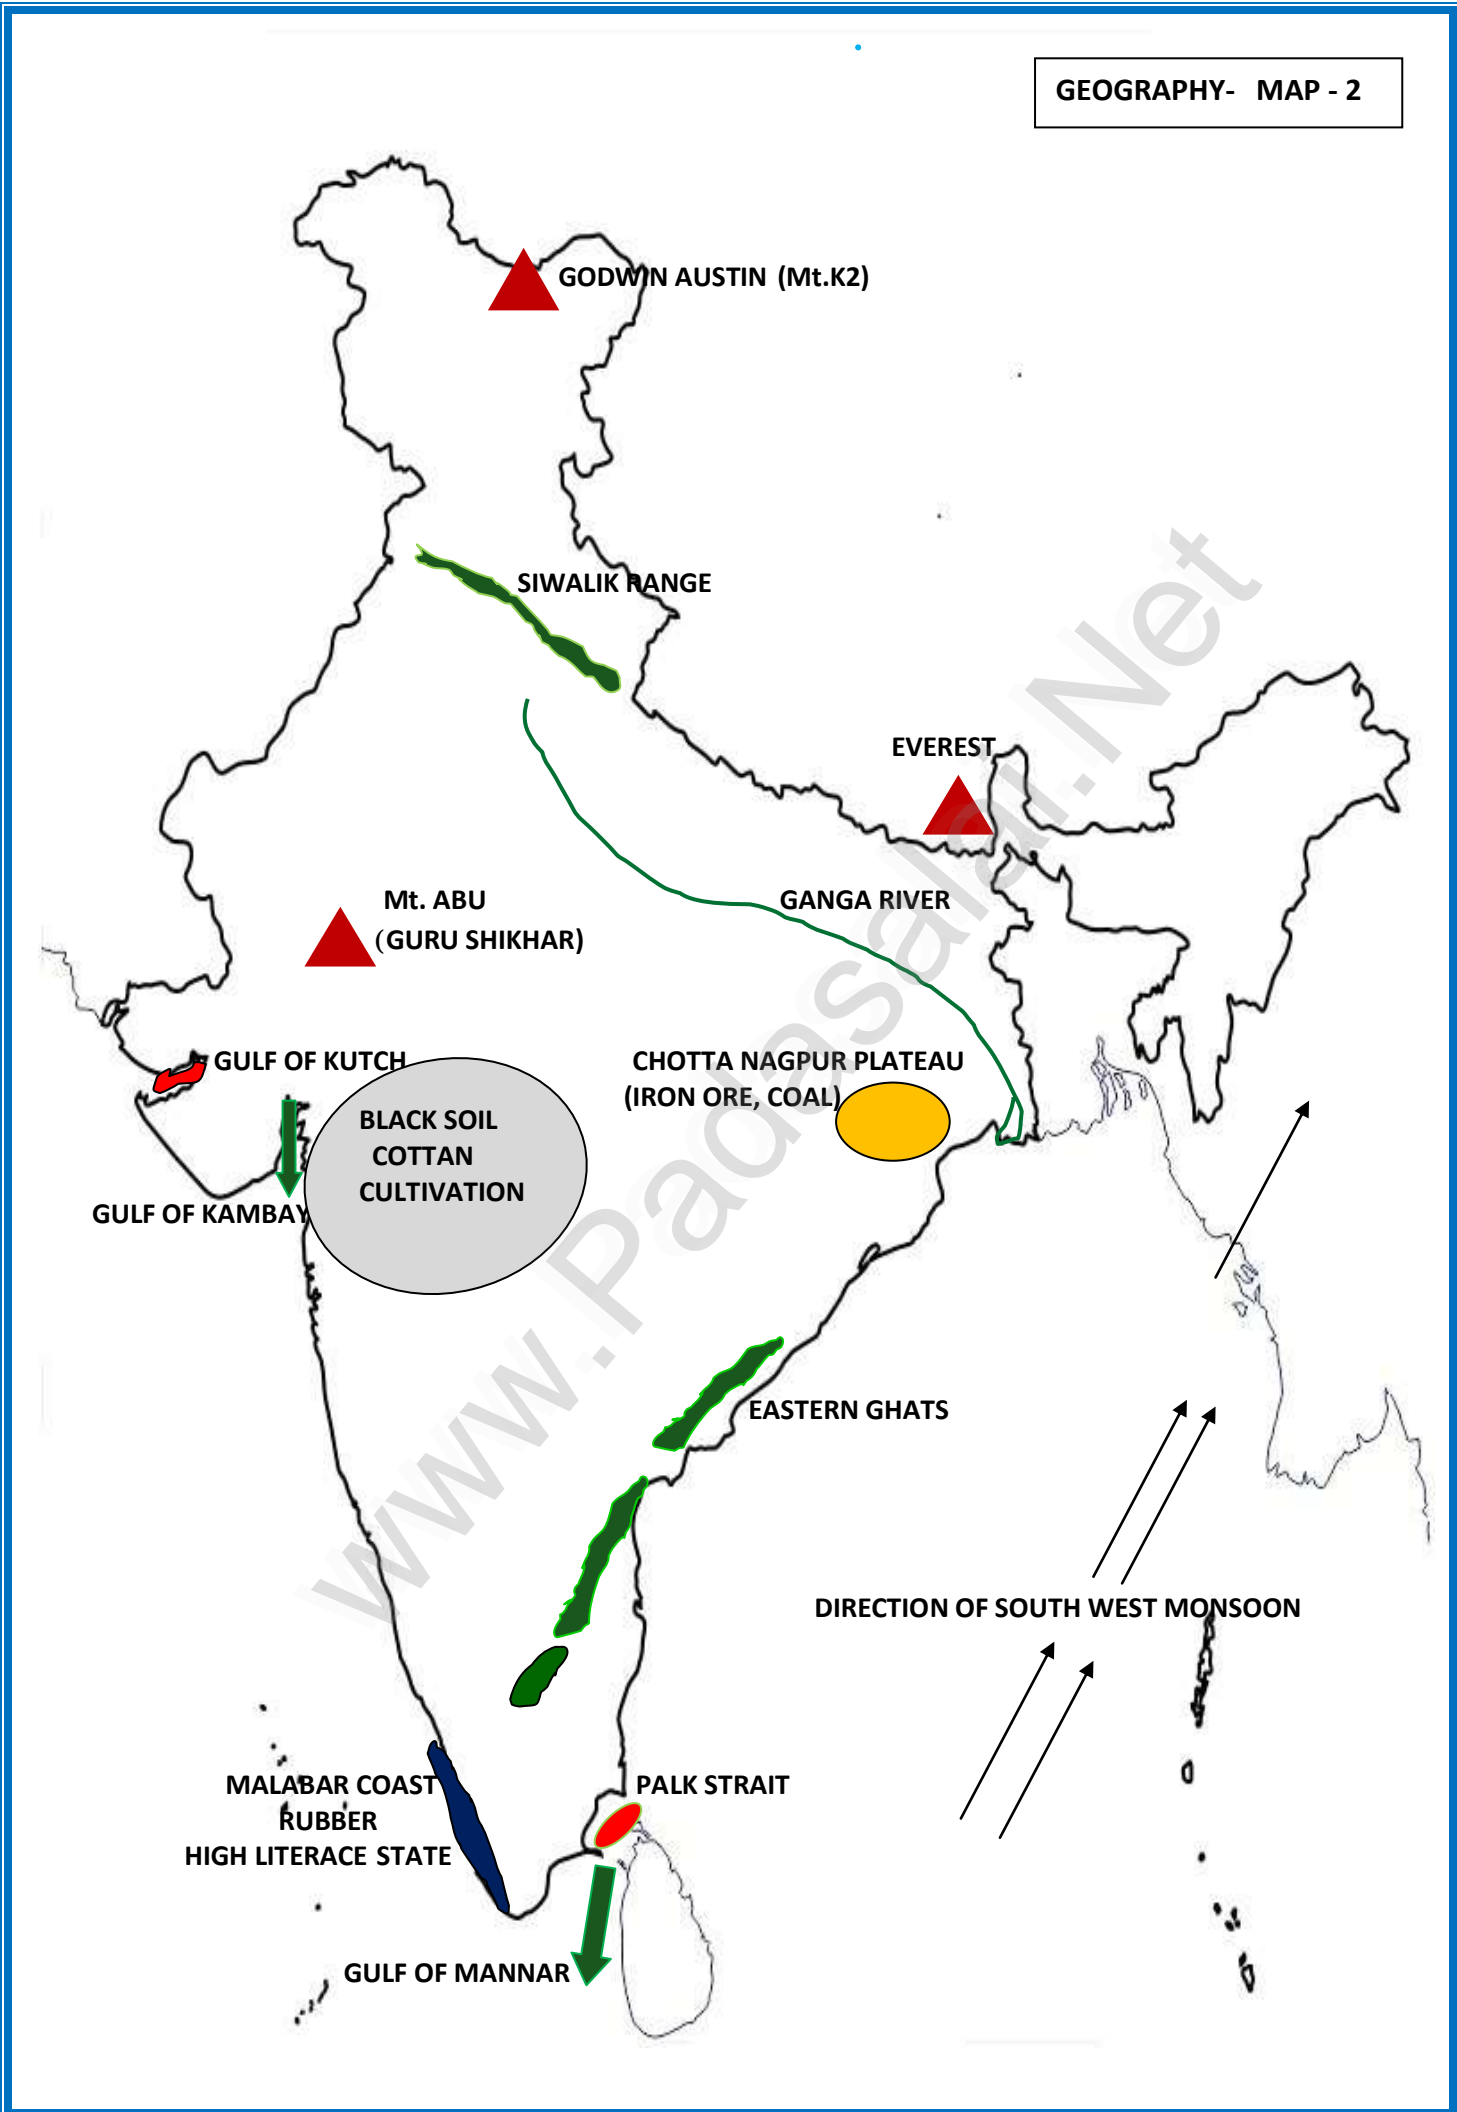 GEOGRAPHY- MAP - 2
GODWIN AUSTIN (Mt.K2)
SIWALIK RANGE
EVEREST
Mt. ABU
(GURU SHIKHAR)
GANGA RIVER
GULF OF KUTCH
CHOTTA NAGPUR PLATEAU
(IRON ORE, COAL)
BLACK SOIL
COTTAN
CULTIVATION
GULF OF KAMBAY
EASTERN GHATS
DIRECTION OF SOUTH WEST MONSOON
MALABAR COAST
RUBBER
HIGH LITERACE STATE
PALK STRAIT
GULF OF MANNAR
www.Padasalai.Net